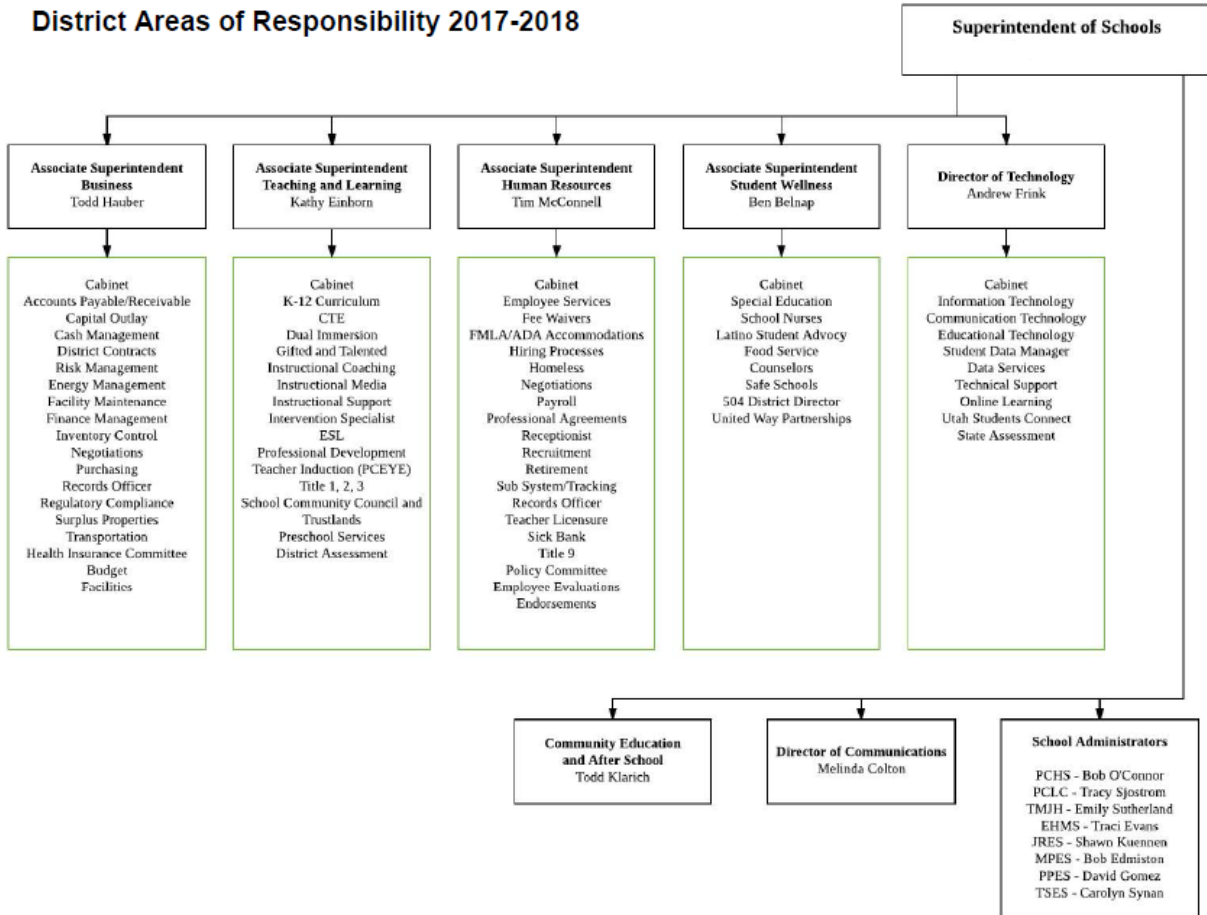 District Areas of Responsibility 2017-2018
Superintendent of Schools
Associate Superintendent
Business
Todd Hauber
Associate Superintendent
Teaching and Learning
Kathy Einhorn
Associate Superintendent
Human Resources
Tim McConnell
Associate Superintendent
Student Wellness
Ben Belnap
Director of Technology
Andrew Frink
Cabinet
Accounts Payable/Receivable
Capital Outlay
Cash Management
District Contracts
Risk Management
Energy Management
Facility Maintenance
Finance Management
Inventory Control
Negotiations
Purchasing
Records Officer
Regulatory Compliance
Surplus Properties
Transportation
Health Insurance Committee
Budget
Facilities
Cabinet
K-12 Curriculum
CTE
Dual Immersion
Gifted and Talented
Instructional Coaching
Instructional Media
Instructional Support
Intervention Specialist
ESL
Professional Development
Teacher Induction (PCEYE)
Title 1, 2, 3
School Community Council and
Trustlands
Preschool Services
District Assessment
Cabinet
Employee Services
Fee Waivers
FMLA/ADA Accommodations
Hiring Processes
Homeless
Negotiations
Payroll
Professional Agreements
Receptionist
Recruitment
Retirement
Sub System/Tracking
Records Officer
Teacher Licensure
Sick Bank
Title 9
Policy Committee
Employee Evaluations
Endorsements
Cabinet
Special Education
School Nurses
Latino Student Advocy
Food Service
Counselors
Safe Schools
504 District Director
United Way Partnerships
Cabinet
Information Technology
Communication Technology
Educational Technology
Student Data Manager
Data Services
Technical Support
Online Learning
Utah Students Connect
State Assessment
Community Education
and After School
Todd Klarich
Director of Communications
Melinda Colton
School Administrators
PCHS - Bob O'Connor
PCLC - Tracy Sjostrom
TMJH - Emily Sutherland
EHMS - Traci Evans
JRES - Shawn Kuennen
MPES - Bob Edmiston
PPES - David Gomez
TSES - Carolyn Synan